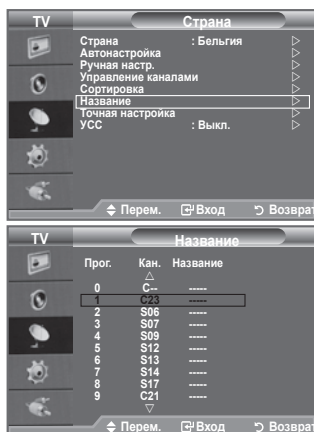 TV Страна
Страна : Бельгия
Автонастройка
Ручная настр.
Управление каналами
Сортировка
Название
Точная настройка
УСС : Выкл.
Перем. Вход Возврат
TV Название
Прог. Кан. Название
0 C-- -----
1 C23 -----
2 S06 -----
3 S07 -----
4 S09 -----
5 S12 -----
6 S13 -----
7 S14 -----
8 S17 -----
9 C21 -----
Перем. Вход Возврат